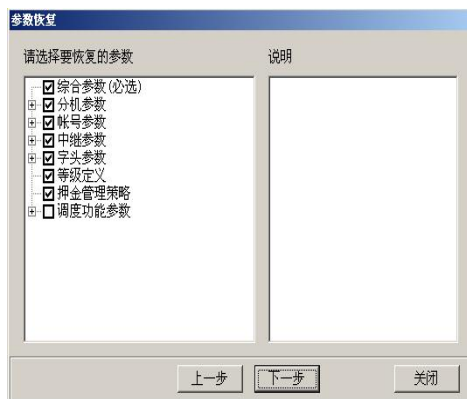 参数恢复
请选择要恢复的参数
说明
综合参数(必选)
分机参数
帐号参数
中继参数
字头参数
等级定义
押金管理策略
调度功能参数
上一步
下一步
关闭